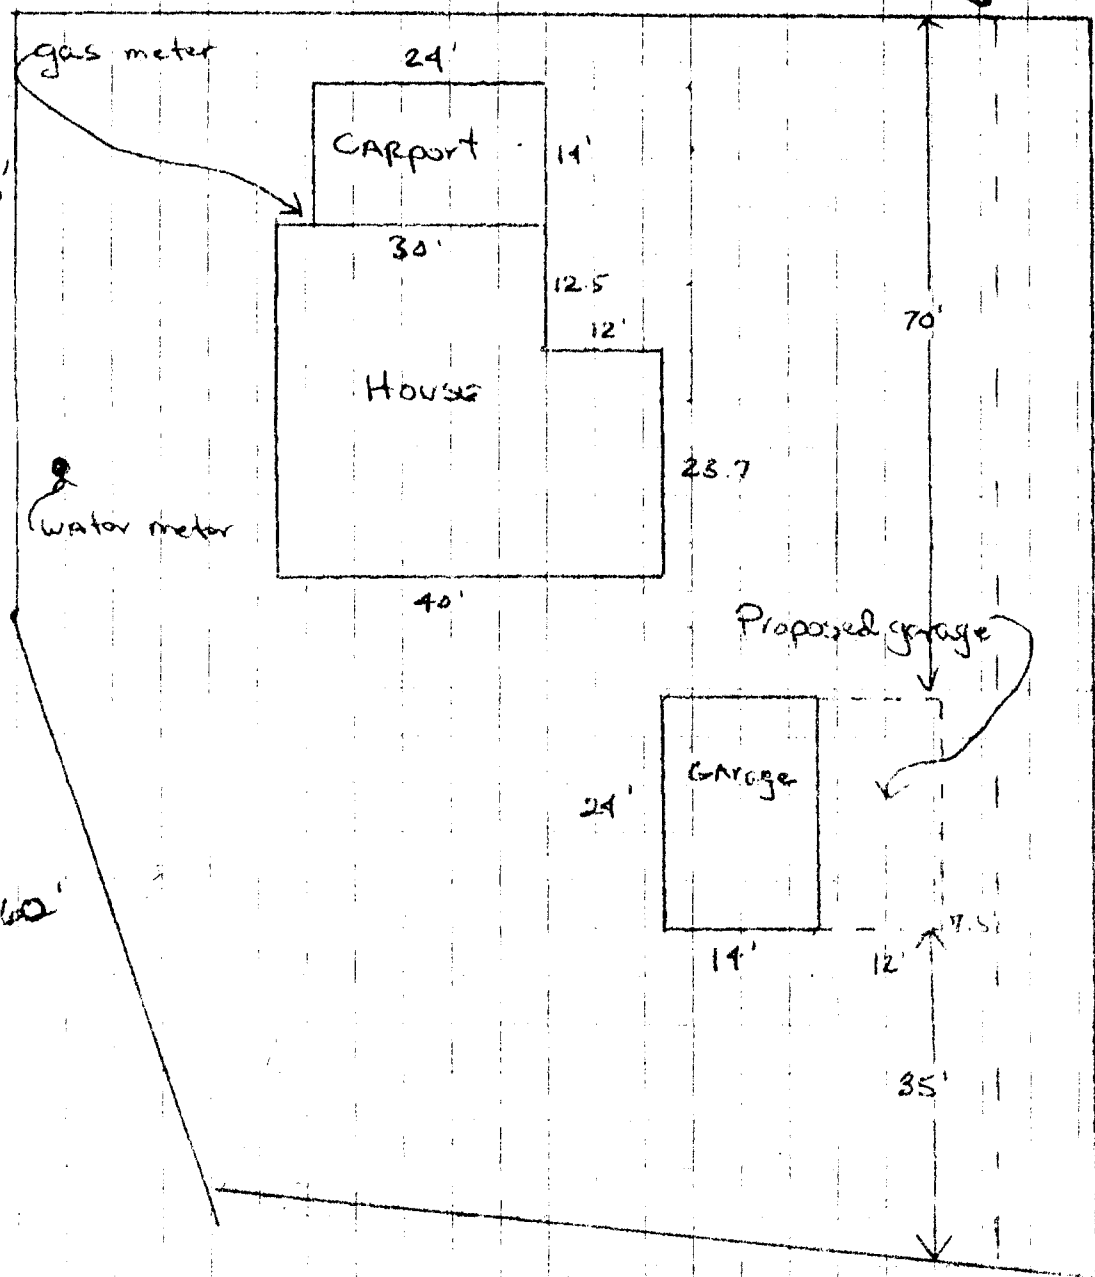 gas meter
24'
CARport
14'
30'
12.5
12'
70'
House
23.7
water meter
40'
Proposed garage
GArage
24'
60'
7.5'
14'
12'
35'